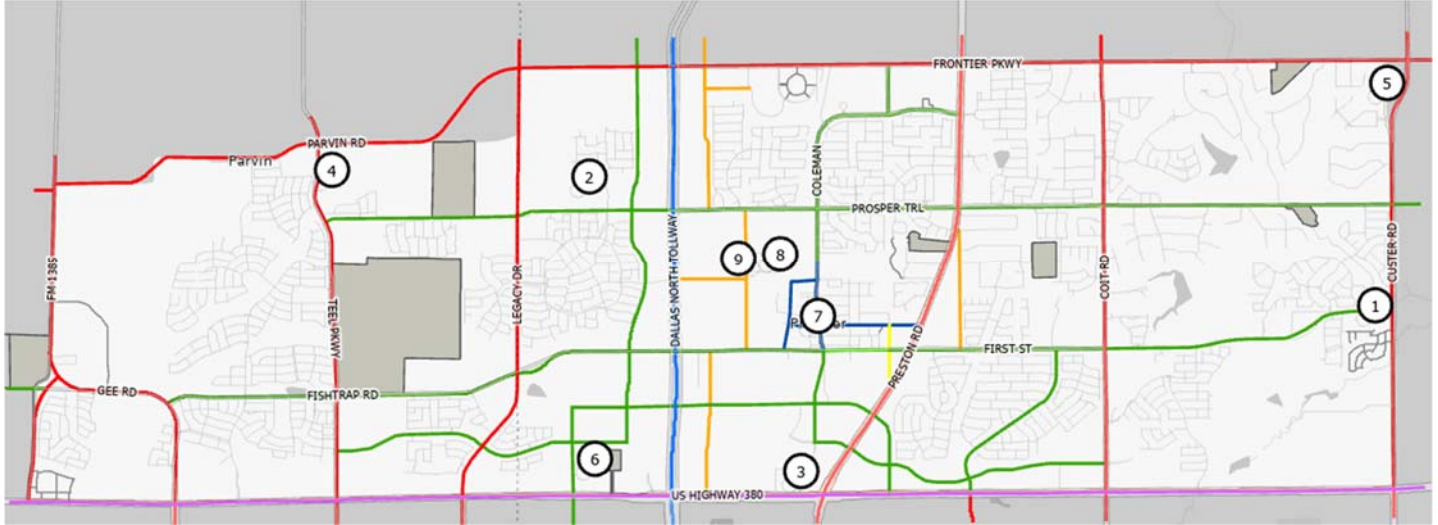 FRONTIER PKWY
5
PARVIN RD
Parvin
4
2
COLEMAN
PROSPER TRL
DALLAS NORTH TOLLWAY
9
8
FM 1385
TEEL PKWY
LEGACY DR
COIT RD
CUSTER RD
1
7
PRESTON RD
FIRST ST
GEE RD
FISHTRAP RD
6
3
US HIGHWAY 380